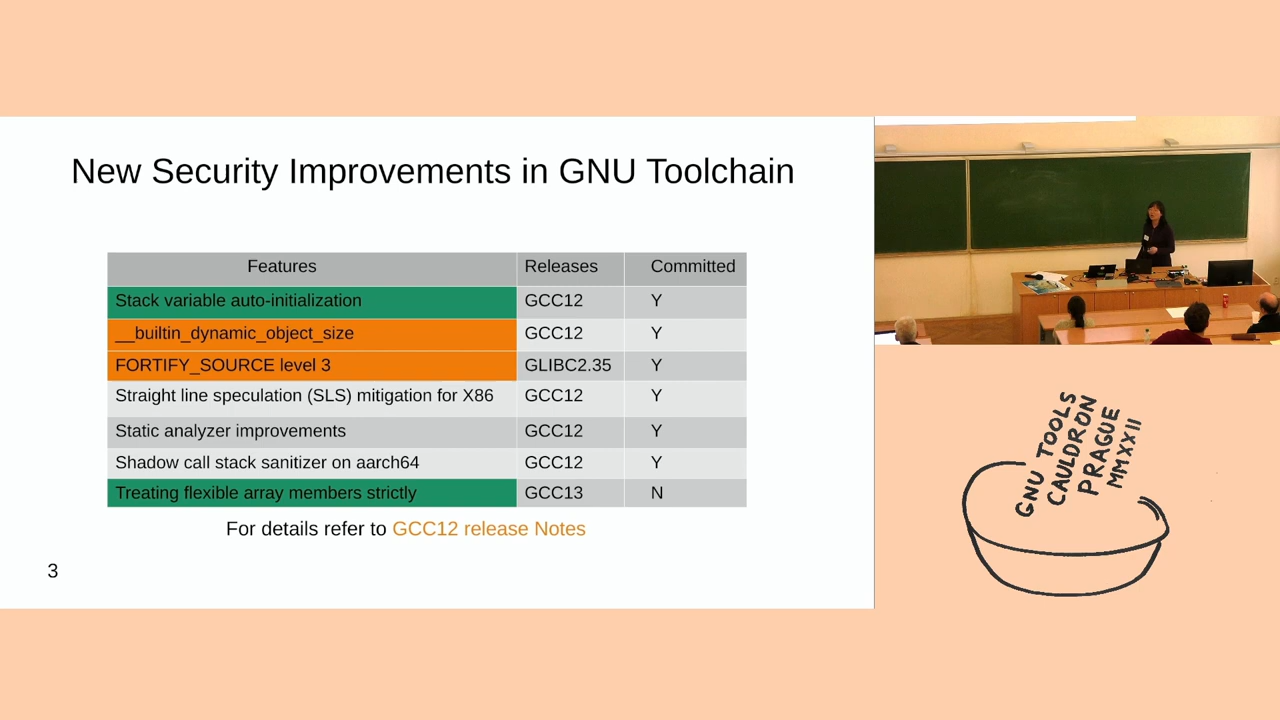 New Security Improvements in GNU Toolchain
Features Releases Committed
Stack variable auto-initialization GCC12 Y
__builtin_dynamic_object_size GCC12 Y
FORTIFY_SOURCE level 3 GLIBC2.35 Y
Straight line speculation (SLS) mitigation for X86 GCC12 Y
Static analyzer improvements GCC12 Y
Shadow call stack sanitizer on aarch64 GCC12 Y
Treating flexible array members strictly GCC13 N
For details refer to GCC12 release Notes
3
GNU TOOLS
CAULDRON
PRAGUE
MMXXII